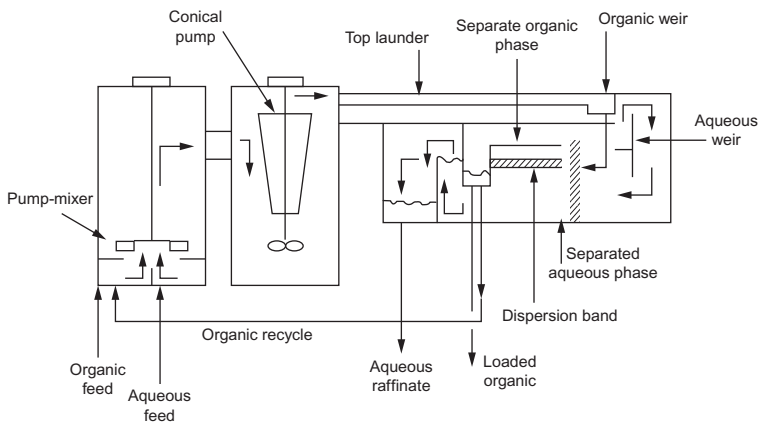 Conical
pump
Top launder
Separate organic
phase
Organic weir
Aqueous
weir
Pump-mixer
Separated
aqueous phase
Dispersion band
Organic recycle
Organic
feed
Aqueous
feed
Aqueous
raffinate
Loaded
organic